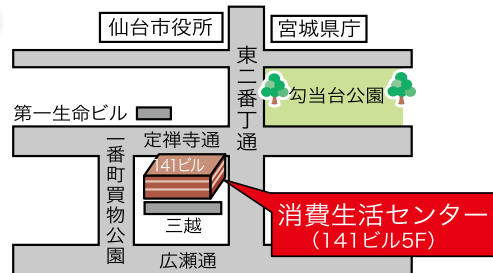 仙台市役所
宮城県庁
東二番丁通
勾当台公園
第一生命ビル
定禅寺通
一番町買物公園
141ビル
消費生活センター
（141ビル5F）
三越
広瀬通